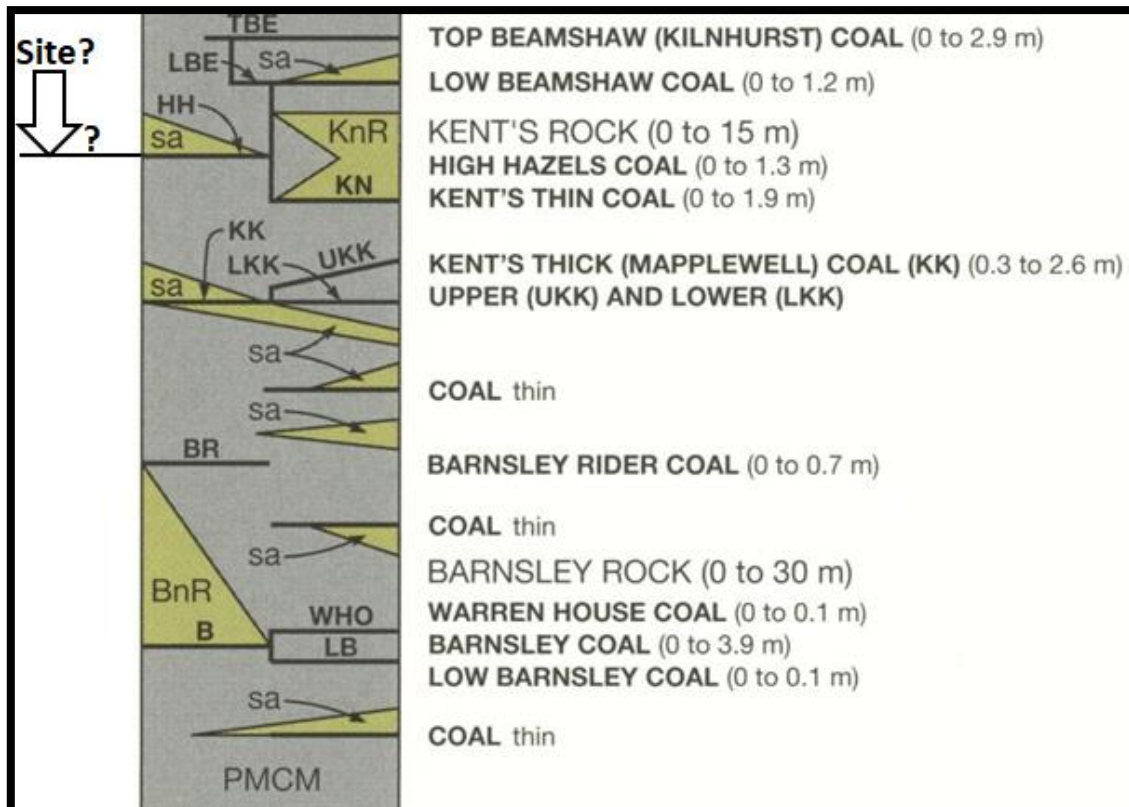 TBE
TOP BEAMSHAW (KILNHURST) COAL (0 to 2.9 m)
Site?
LBE
sa
LOW BEAMSHAW COAL (0 to 1.2 m)
HH
KnR
KENT'S ROCK (0 to 15 m)
?
sa
HIGH HAZELS COAL (0 to 1.3 m)
KN
KENT'S THIN COAL (0 to 1.9 m)
KK
LKK
UKK
KENT'S THICK (MAPPLEWELL) COAL (KK) (0.3 to 2.6 m)
sa
UPPER (UKK) AND LOWER (LKK)
sa
COAL thin
sa
BR
BARNSLEY RIDER COAL (0 to 0.7 m)
COAL thin
sa
BARNSLEY ROCK (0 to 30 m)
BnR
WHO
WARREN HOUSE COAL (0 to 0.1 m)
B
LB
BARNSLEY COAL (0 to 3.9 m)
LOW BARNSLEY COAL (0 to 0.1 m)
sa
COAL thin
PMCM